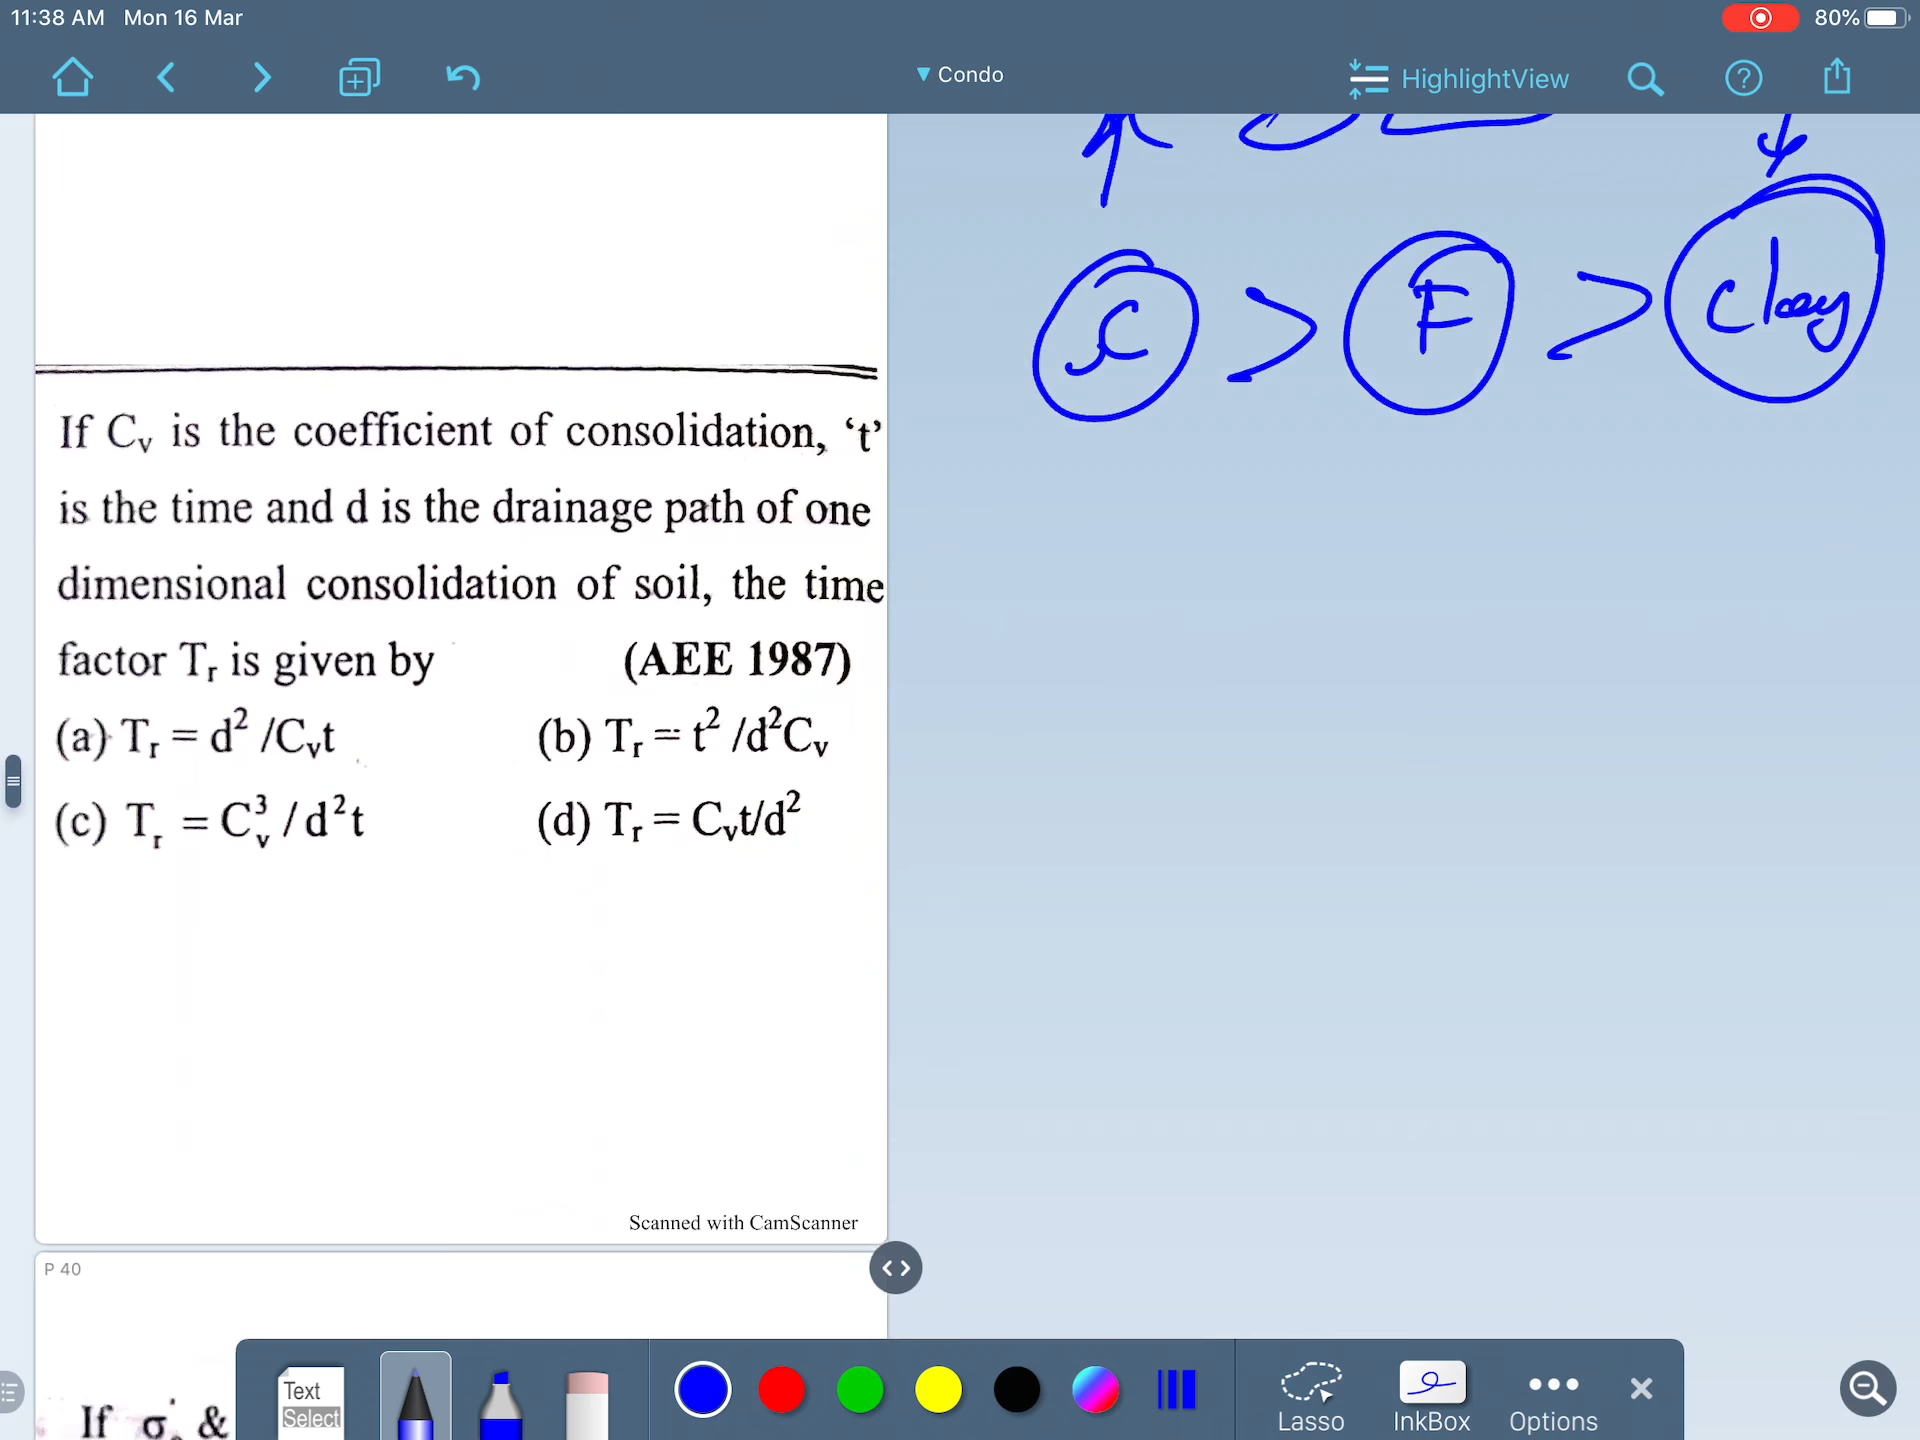 11:38 AM Mon 16 Mar
80%
▼ Condo
HighlightView
C > F > clay
If Cᵥ is the coefficient of consolidation, ‘t’
is the time and d is the drainage path of one
dimensional consolidation of soil, the time
factor Tᵣ is given by (AEE 1987)
(a) Tᵣ = d² /Cᵥt (b) Tᵣ = t² /d²Cᵥ
(c) Tᵣ = Cᵥ³ / d²t (d) Tᵣ = Cᵥt/d²
Scanned with CamScanner
P 40
If σ &
Text
Select
Lasso
InkBox
Options